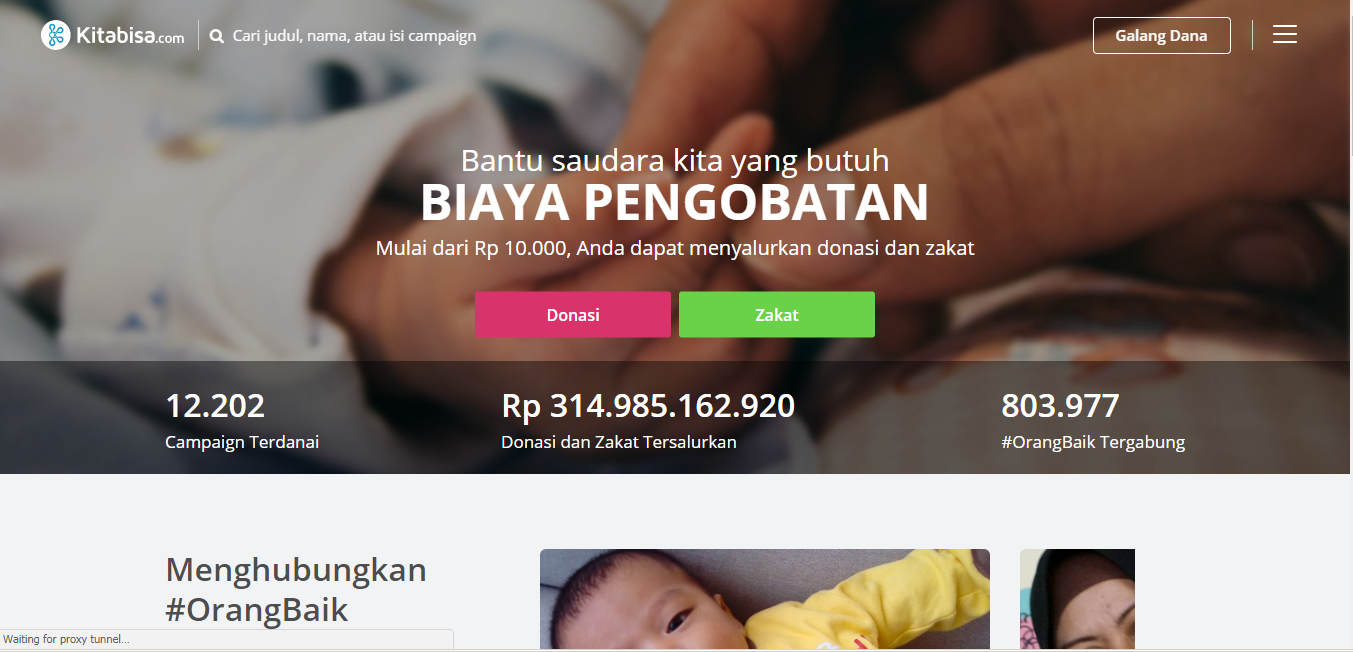 Kitabisa.com
Cari judul, nama, atau isi campaign
Galang Dana
Bantu saudara kita yang butuh
BIAYA PENGOBATAN
Mulai dari Rp 10.000, Anda dapat menyalurkan donasi dan zakat
Donasi
Zakat
12.202
Campaign Terdanai
Rp 314.985.162.920
Donasi dan Zakat Tersalurkan
803.977
#OrangBaik Tergabung
Menghubungkan
#OrangBaik
Waiting for proxy tunnel...